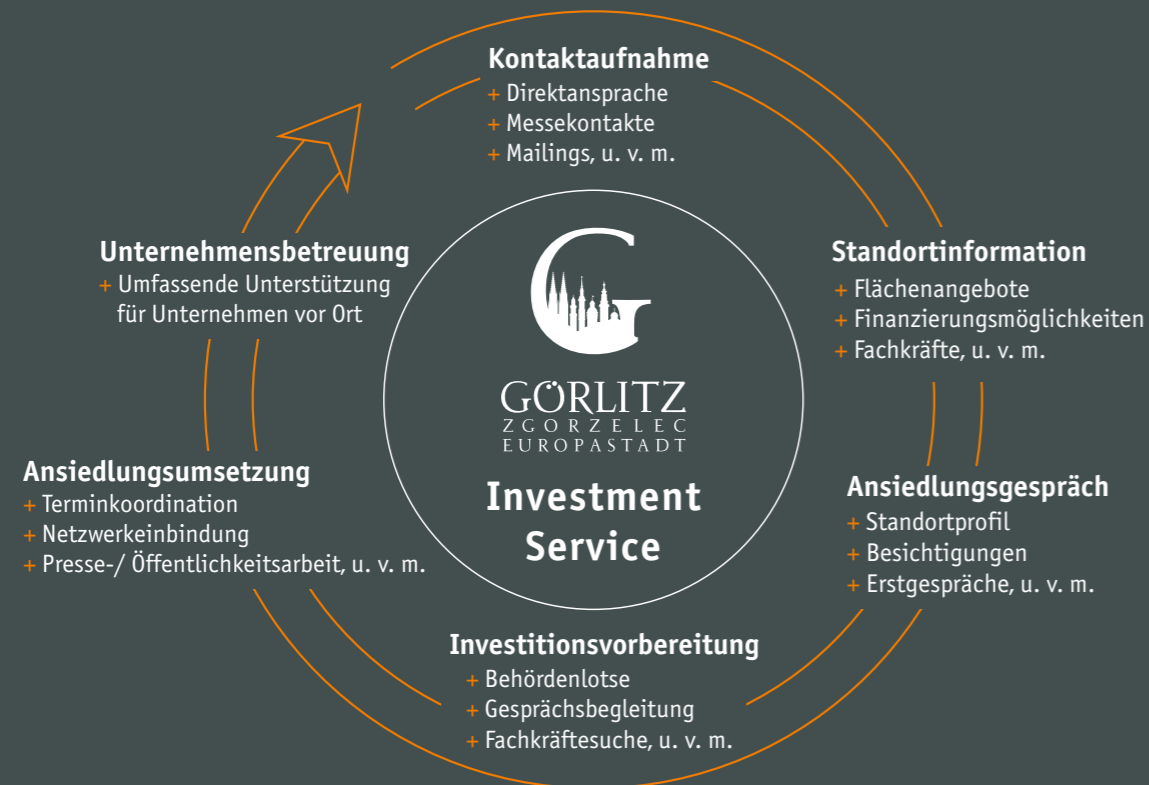 Kontaktaufnahme
+ Direktansprache
+ Messekontakte
+ Mailings, u. v. m.
Standortinformation
+ Flächenangebote
+ Finanzierungsmöglichkeiten
+ Fachkräfte, u. v. m.
Ansiedlungsgespräch
+ Standortprofil
+ Besichtigungen
+ Erstgespräche, u. v. m.
Investitionsvorbereitung
+ Behördenlotse
+ Gesprächsbegleitung
+ Fachkräftesuche, u. v. m.
Ansiedlungsumsetzung
+ Terminkoordination
+ Netzwerkeinbindung
+ Presse-/ Öffentlichkeitsarbeit, u. v. m.
Unternehmensbetreuung
+ Umfassende Unterstützung
für Unternehmen vor Ort
G
GÖRLITZ
ZGORZELEC
EUROPASTADT
Investment
Service